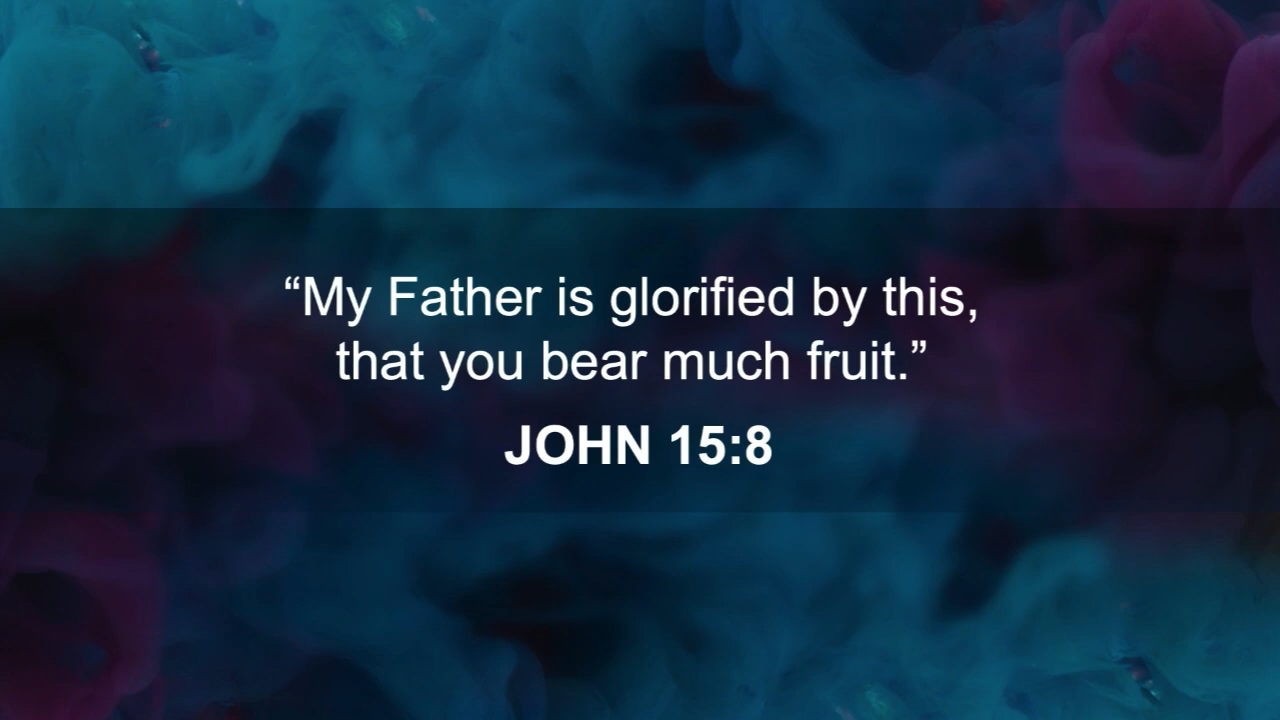 “My Father is glorified by this,
that you bear much fruit.”
JOHN 15:8